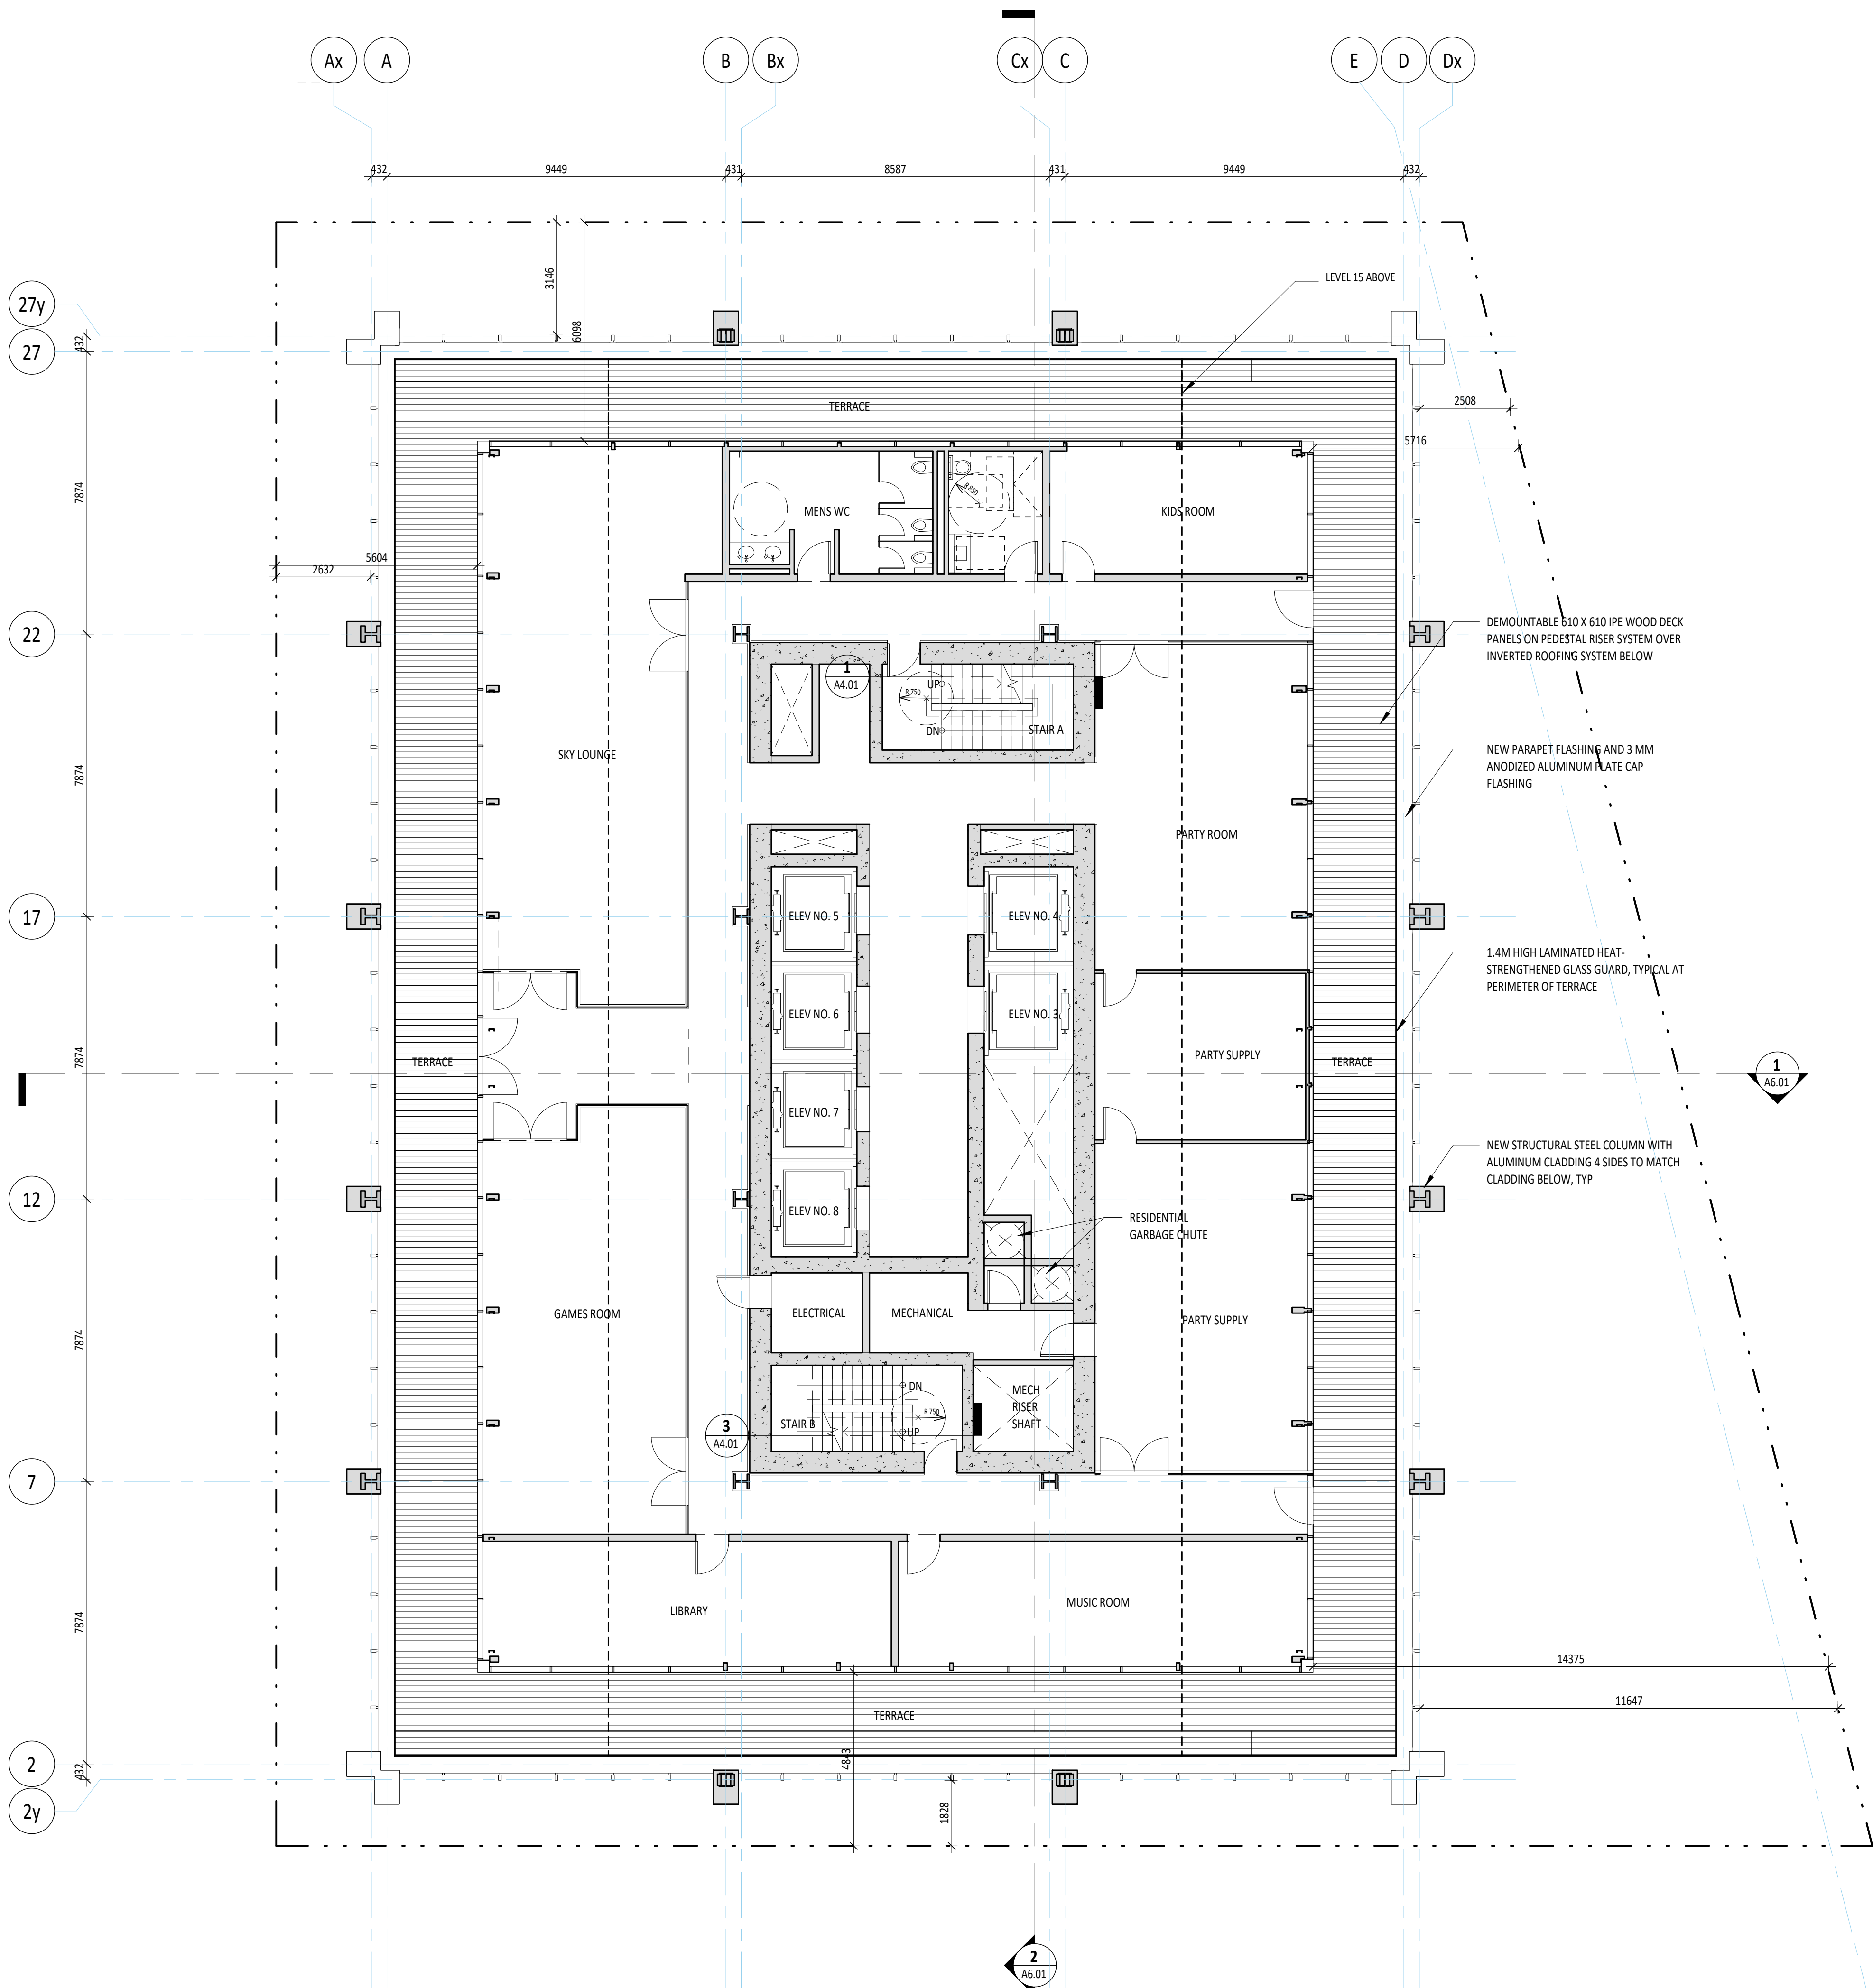 Ax
A
B
Bx
Cx
C
E
D
Dx
432
9449
431
8587
431
9449
432
3146
6098
LEVEL 15 ABOVE
27y
27
432
TERRACE
2508
5716
7874
R 850
MENS WC
KIDS ROOM
5604
2632
22
DEMOUNTABLE 610 X 610 IPE WOOD DECK
PANELS ON PEDESTAL RISER SYSTEM OVER
INVERTED ROOFING SYSTEM BELOW
1
A4.01
UP
R 750
DN
STAIR A
SKY LOUNGE
NEW PARAPET FLASHING AND 3 MM
ANODIZED ALUMINUM PLATE CAP
FLASHING
7874
PARTY ROOM
17
ELEV NO. 5
ELEV NO. 4
1.4M HIGH LAMINATED HEAT-
STRENGTHENED GLASS GUARD, TYPICAL AT
PERIMETER OF TERRACE
ELEV NO. 6
ELEV NO. 3
7874
TERRACE
PARTY SUPPLY
TERRACE
1
A6.01
ELEV NO. 7
NEW STRUCTURAL STEEL COLUMN WITH
ALUMINUM CLADDING 4 SIDES TO MATCH
CLADDING BELOW, TYP
12
ELEV NO. 8
RESIDENTIAL
GARBAGE CHUTE
7874
GAMES ROOM
ELECTRICAL
MECHANICAL
PARTY SUPPLY
DN
R 750
UP
STAIR B
MECH
RISER
SHAFT
3
A4.01
7
7874
LIBRARY
MUSIC ROOM
14375
11647
TERRACE
4843
2
432
2y
1828
2
A6.01